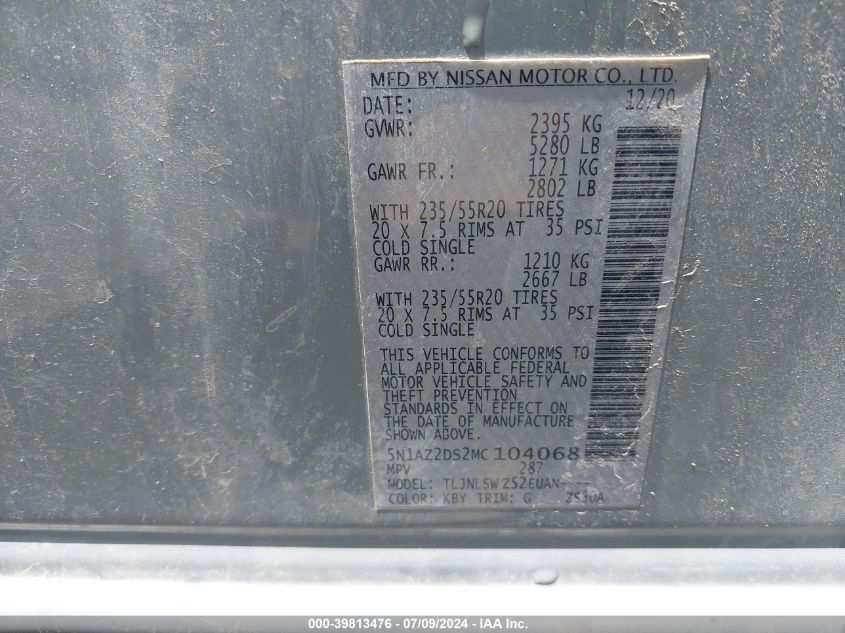 MFD BY NISSAN MOTOR CO., LTD.
DATE: 12/20
GVWR: 2395 KG
5280 LB
GAWR FR.: 1271 KG
2802 LB
WITH 235/55R20 TIRES
20 X 7.5 RIMS AT 35 PSI
COLD SINGLE
GAWR RR.: 1210 KG
2667 LB
WITH 235/55R20 TIRES
20 X 7.5 RIMS AT 35 PSI
COLD SINGLE
THIS VEHICLE CONFORMS TO
ALL APPLICABLE FEDERAL
MOTOR VEHICLE SAFETY AND
THEFT PREVENTION
STANDARDS IN EFFECT ON
THE DATE OF MANUFACTURE
SHOWN ABOVE.
5N1AZ2DS2MC104068
MPV 287
MODEL: TLJNLSW Z52EUAN----
COLOR: KBY TRIM: G
000-39813476 - 07/09/2024 - IAA Inc.